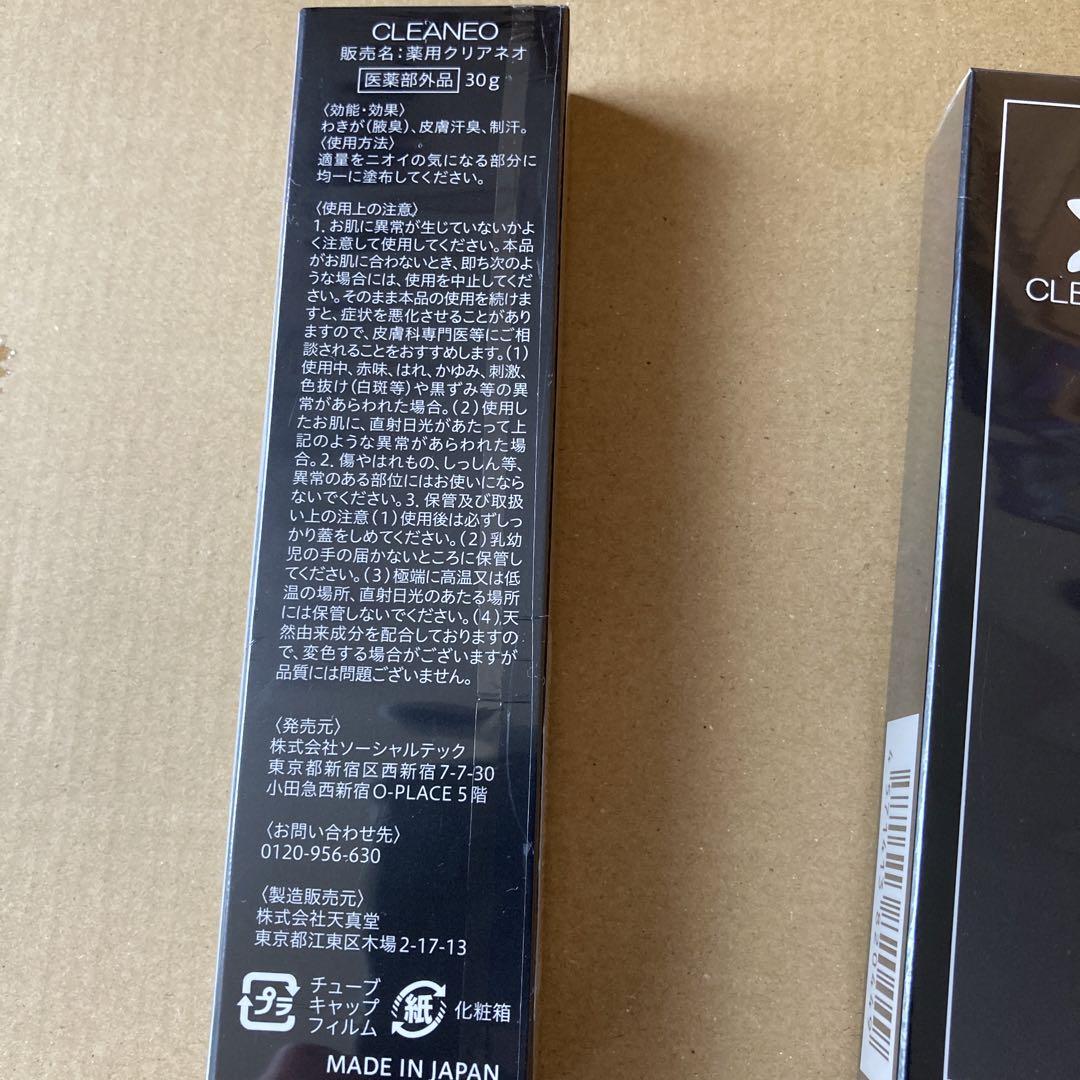 CLEANEO
販売名:薬用クリアネオ
医薬部外品 30g
〈効能・効果〉
わきが(腋臭)、皮膚汗臭、制汗。
〈使用方法〉
適量をニオイの気になる部分に
均一に塗布してください。
〈使用上の注意〉
1. お肌に異常が生じていないかよ
く注意して使用してください。本品
がお肌に合わないとき、即ち次のよ
うな場合には、使用を中止してくだ
さい。そのまま本品の使用を続けま
すと、症状を悪化させることがあり
ますので、皮膚科専門医等にご相
談されることをおすすめします。(1)
使用中、赤味、はれ、かゆみ、刺激、
色抜け(白斑等)や黒ずみ等の異
常があらわれた場合。(2)使用し
たお肌に、直射日光があたって上
記のような異常があらわれた場
合。2. 傷やはれもの、しっしん等、
異常のある部位にはお使いになら
ないでください。3. 保管及び取扱
い上の注意(1)使用後は必ずしっ
かり蓋をしめてください。(2)乳幼
児の手の届かないところに保管し
てください。(3)極端に高温又は低
温の場所、直射日光のあたる場所
には保管しないでください。(4)天
然由来成分を配合しておりますの
で、変色する場合がございますが
品質には問題ございません。
〈発売元〉
株式会社ソーシャルテック
東京都新宿区西新宿7-7-30
小田急西新宿O-PLACE 5階
〈お問い合わせ先〉
0120-956-630
〈製造販売元〉
株式会社天真堂
東京都江東区木場2-17-13
プラ
チューブ
キャップ
フィルム
紙
化粧箱
MADE IN JAPAN
CLE